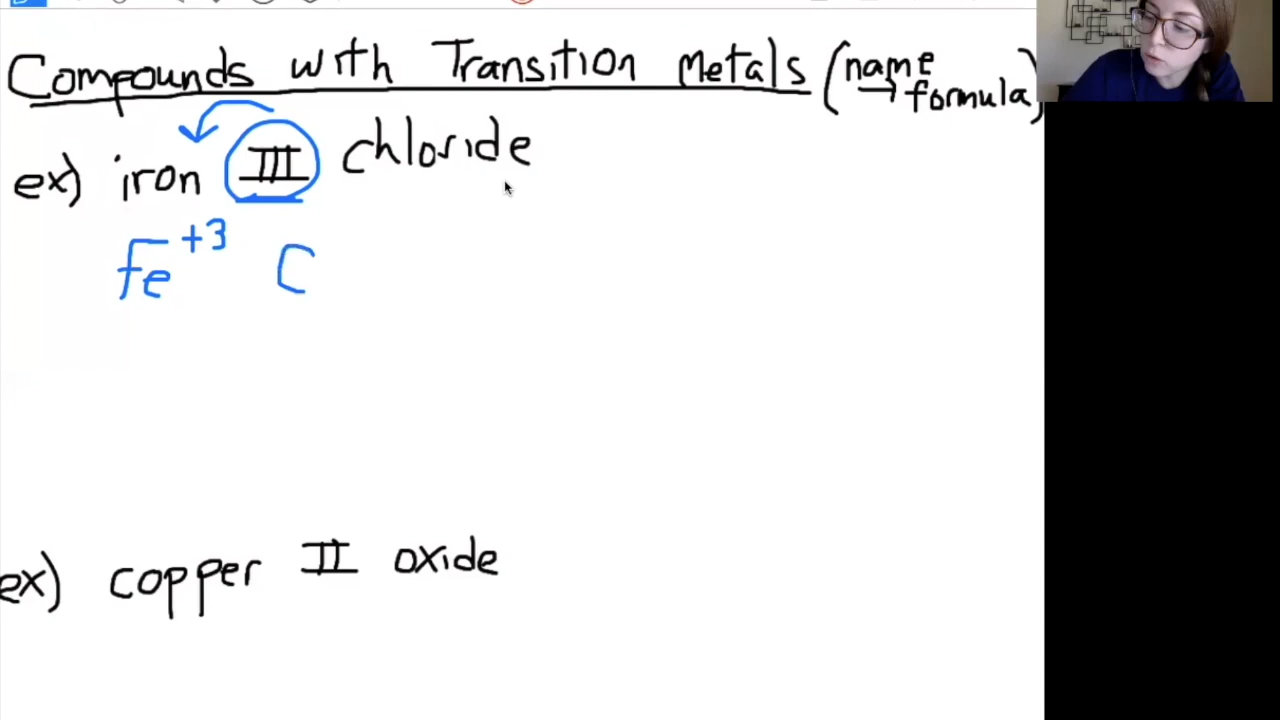 Compounds with Transition Metals (name → formula)
ex) iron III chloride
Fe+3 C
ex) copper II oxide